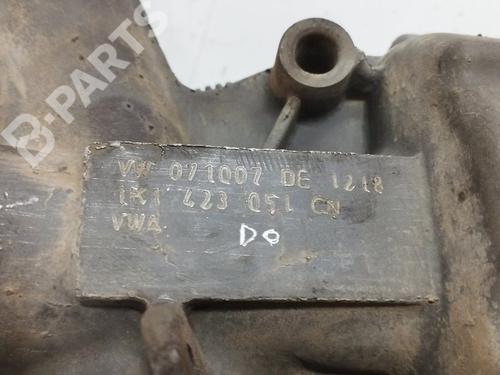 B-PARTS
VW 071007 DE 1218
1K1 423 051 CN
VWA
DO